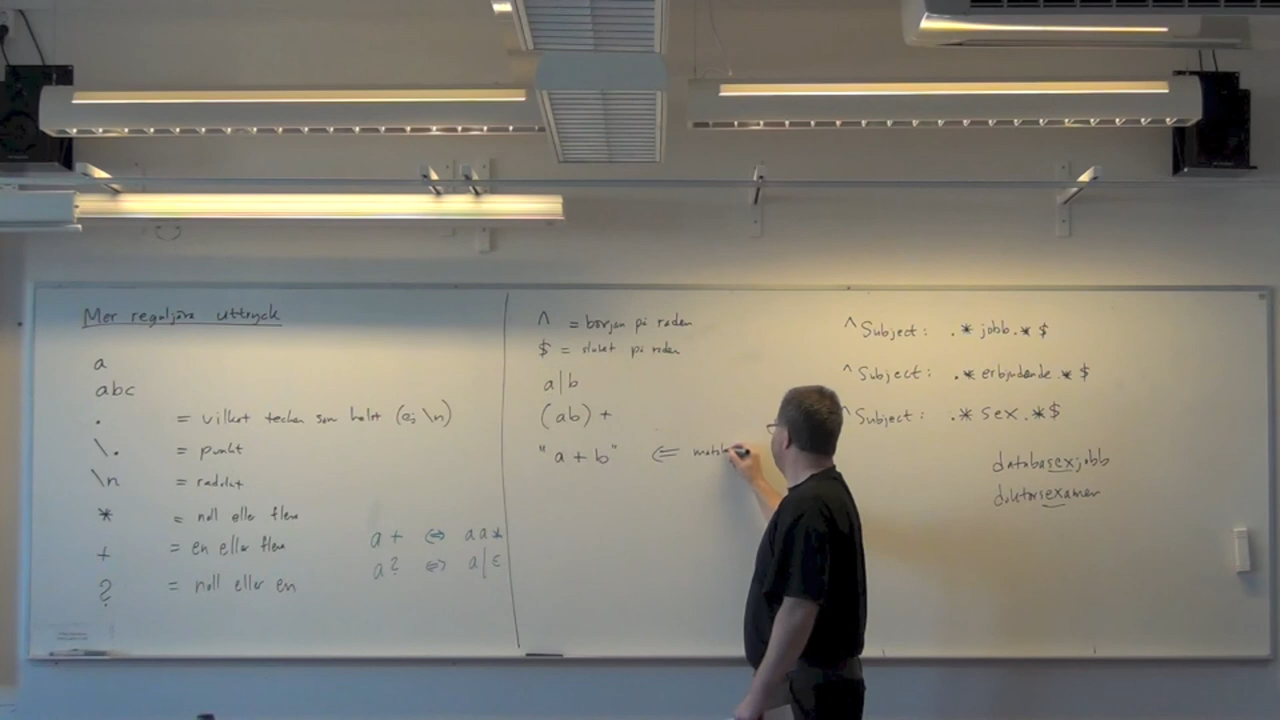 Mer reguljära uttryck
a
abc
. = vilket tecken som helst (ej \n)
\. = punkt
\n = radslut
* = noll eller flera
+ = en eller flera
? = noll eller en
a+ ⇔ aa*
a? ⇔ a|ε
^ = början på raden
$ = slutet på raden
a|b
(ab)+
"a+b" ⇐
^Subject: .*jobb.*$
^Subject: .*erbjudande.*$
^Subject: .*sex.*$
databasexjobb
doktorsexamen